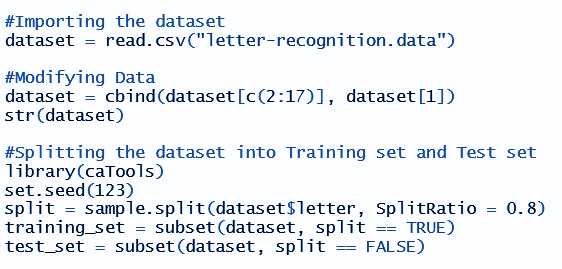 #Importing the dataset
dataset = read.csv("letter-recognition.data")
#Modifying Data
dataset = cbind(dataset[c(2:17)], dataset[1])
str(dataset)
#Splitting the dataset into Training set and Test set
library(caTools)
set.seed(123)
split = sample.split(dataset$letter, SplitRatio = 0.8)
training_set = subset(dataset, split == TRUE)
test_set = subset(dataset, split == FALSE)